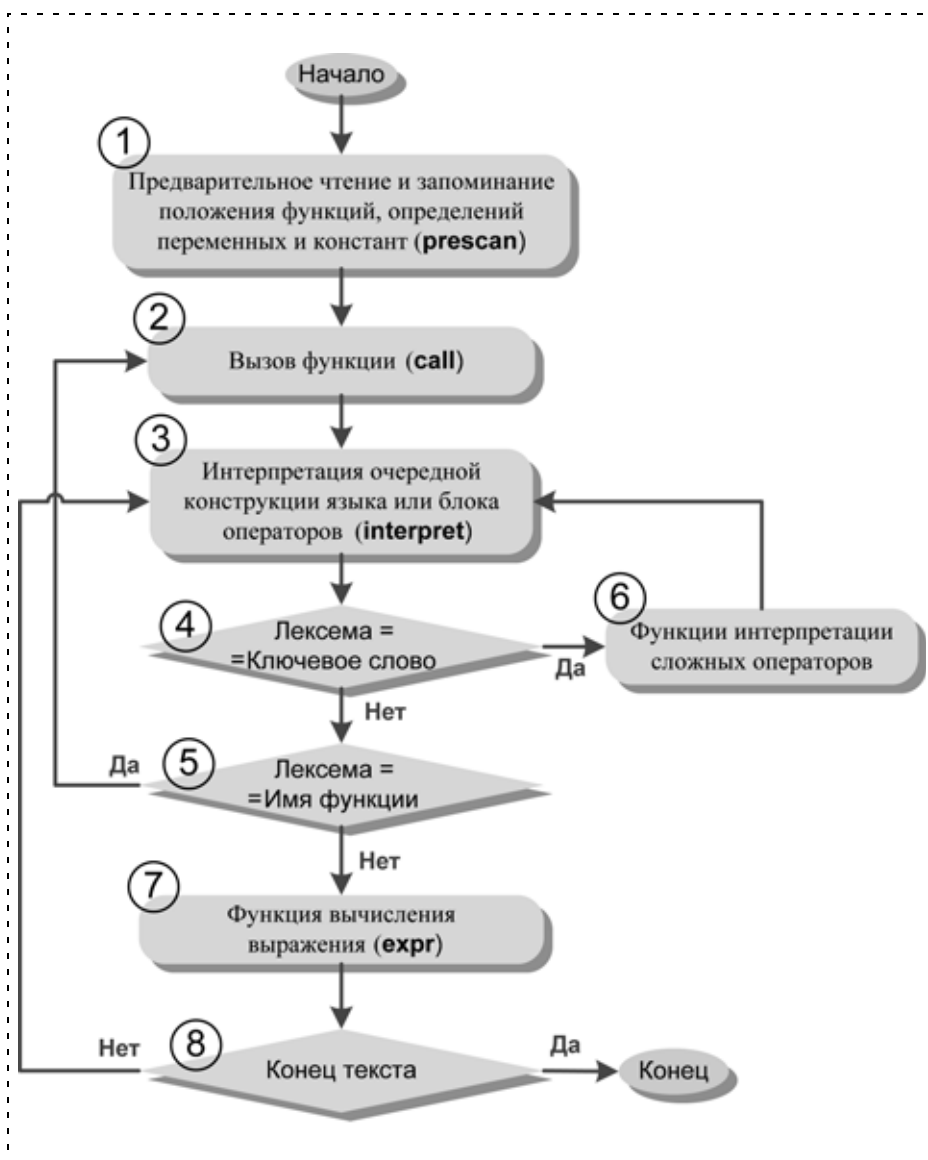 Начало
1
Предварительное чтение и запоминание
положения функций, определений
переменных и констант (prescan)
2
Вызов функции (call)
3
Интерпретация очередной
конструкции языка или блока
операторов (interpret)
4
Лексема =
=Ключевое слово
Да
6
Функции интерпретации
сложных операторов
Нет
5
Лексема =
=Имя функции
Да
Нет
7
Функция вычисления
выражения (expr)
8
Конец текста
Нет
Да
Конец